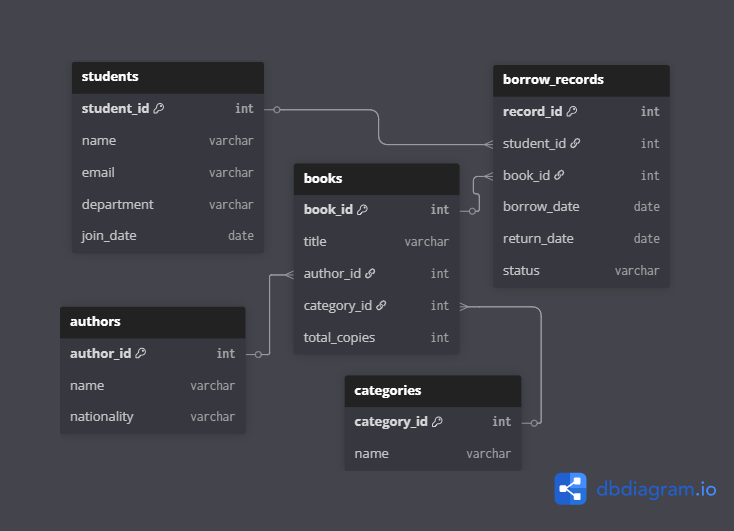 students
student_id int
name varchar
email varchar
department varchar
join_date date
borrow_records
record_id int
student_id int
book_id int
borrow_date date
return_date date
status varchar
books
book_id int
title varchar
author_id int
category_id int
total_copies int
authors
author_id int
name varchar
nationality varchar
categories
category_id int
name varchar
dbdiagram.io